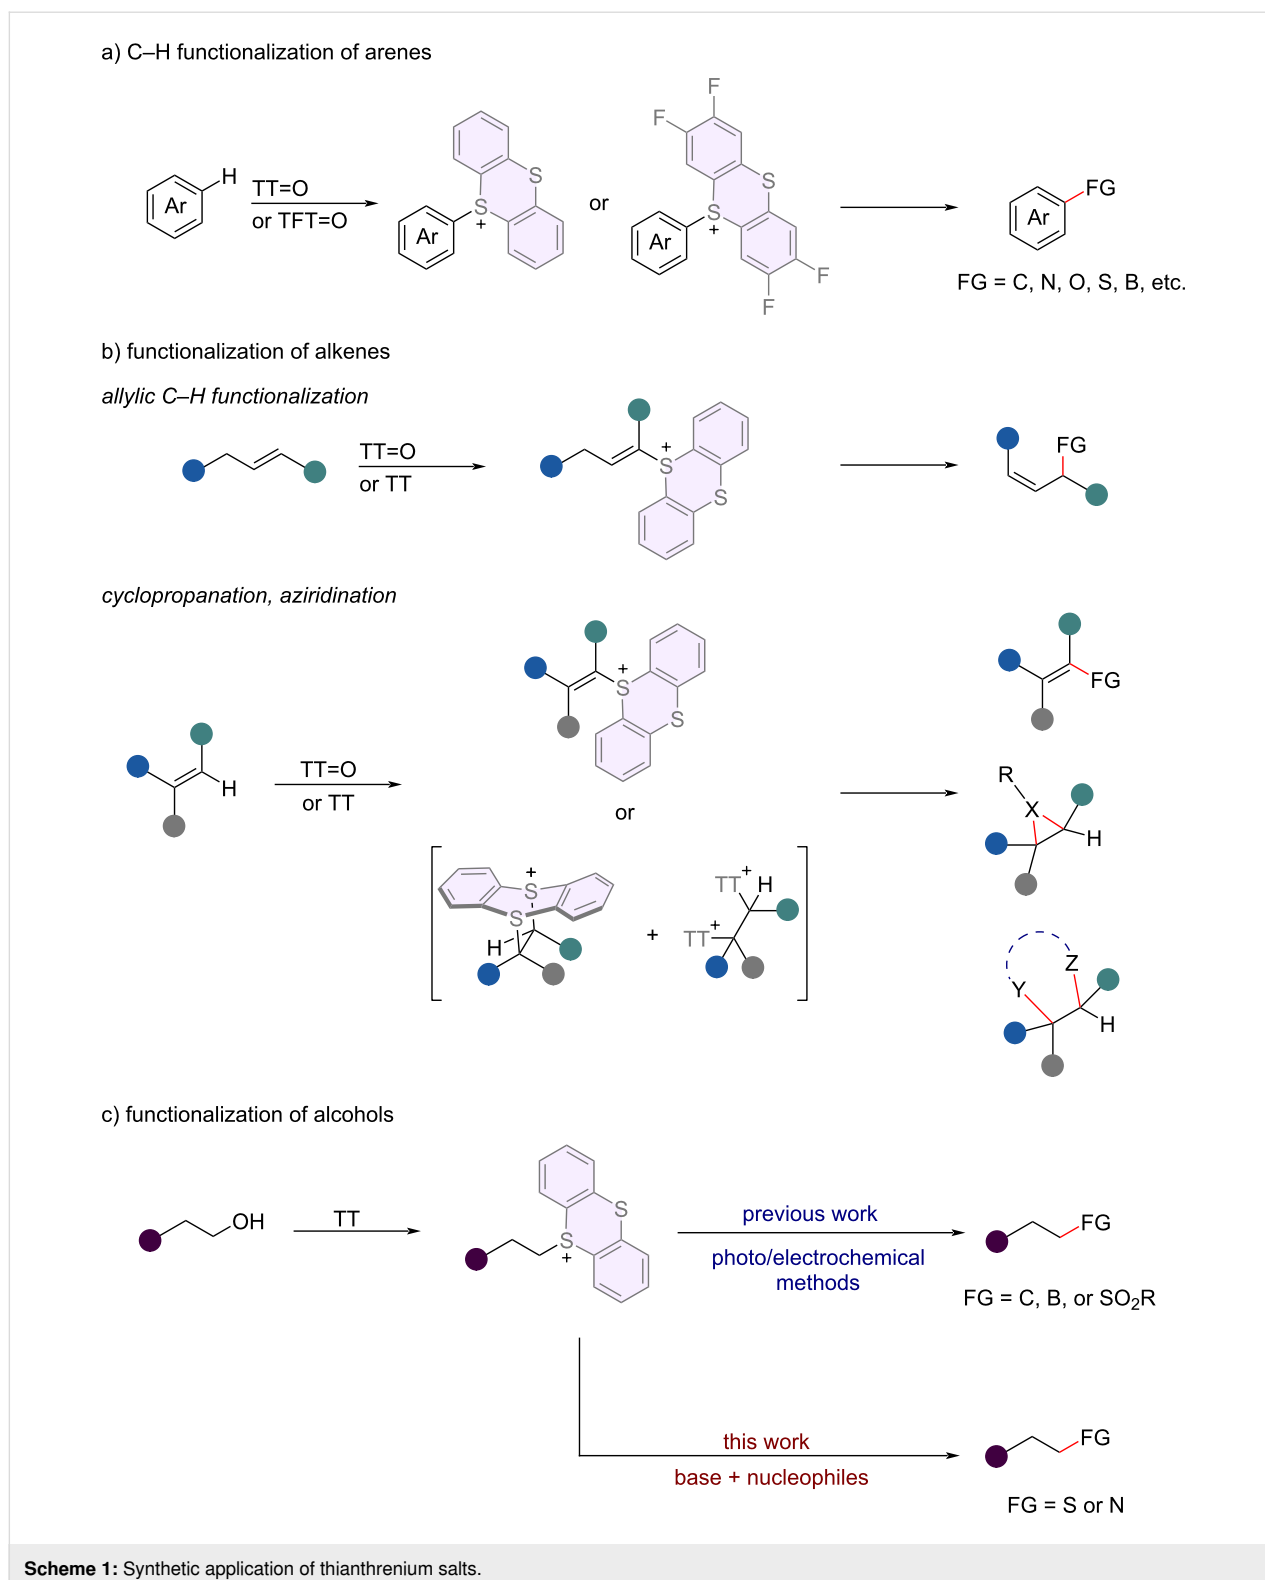 a) C–H functionalization of arenes
F
F
H
TT=O
S
S
or
Ar
or TFT=O
S
+
Ar
S
+
Ar
F
F
FG
Ar
FG = C, N, O, S, B, etc.
b) functionalization of alkenes
allylic C–H functionalization
TT=O
or TT
+
S
S
FG
cyclopropanation, aziridination
+
S
S
FG
H
TT=O
or TT
or
R
X
H
+
S
S
H
+
TT+ H
TT+
Z
Y
H
c) functionalization of alcohols
OH
TT
S
S
+
previous work
photo/electrochemical
methods
FG
FG = C, B, or SO2R
this work
base + nucleophiles
FG
FG = S or N
Scheme 1: Synthetic application of thianthrenium salts.